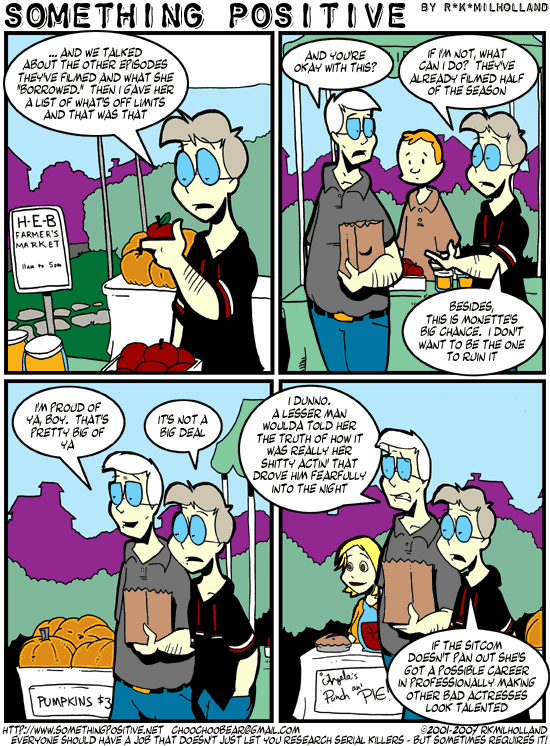 SOMETHING POSITIVE BY R*K*MILHOLLAND
... AND WE TALKED
ABOUT THE OTHER EPISODES
THEY'VE FILMED AND WHAT SHE
"BORROWED." THEN I GAVE HER
A LIST OF WHAT'S OFF LIMITS
AND THAT WAS THAT
H-E-B
FARMER'S
MARKET
11am to 5pm
AND YOU'RE
OKAY WITH THIS?
IF I'M NOT, WHAT
CAN I DO? THEY'VE
ALREADY FILMED HALF
OF THE SEASON
BESIDES,
THIS IS MONETTE'S
BIG CHANCE. I DON'T
WANT TO BE THE ONE
TO RUIN IT
I'M PROUD OF
YA, BOY. THAT'S
PRETTY BIG OF
YA
IT'S NOT A
BIG DEAL
PUMPKINS $3
I DUNNO.
A LESSER MAN
WOULDA TOLD HER
THE TRUTH OF HOW IT
WAS REALLY HER
SHITTY ACTIN' THAT
DROVE HIM FEARFULLY
INTO THE NIGHT
Angela's
Punch an'
PIE!
IF THE SITCOM
DOESN'T PAN OUT SHE'S
GOT A POSSIBLE CAREER
IN PROFESSIONALLY MAKING
OTHER BAD ACTRESSES
LOOK TALENTED
HTTP://WWW.SOMETHINGPOSITIVE.NET CHOOCHOOBEAR@GMAIL.COM ©2001-2007 R*K*MILHOLLAND
EVERYONE SHOULD HAVE A JOB THAT DOESN'T JUST LET YOU RESEARCH SERIAL KILLERS - BUT SOMETIMES REQUIRES IT!